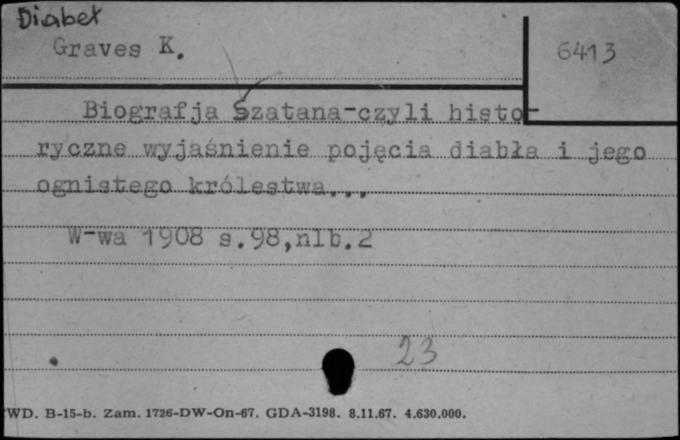 Diabeł
Graves K.
6413
Biografja Szatana-czyli histo-
ryczne wyjaśnienie pojęcia diabła i jego
ognistego królestwa...
W-wa 1908 s.98,nlb.2
23
WD. B-15-b. Zam. 1726-DW-On-67. GDA-3198. 8.11.67. 4.630.000.